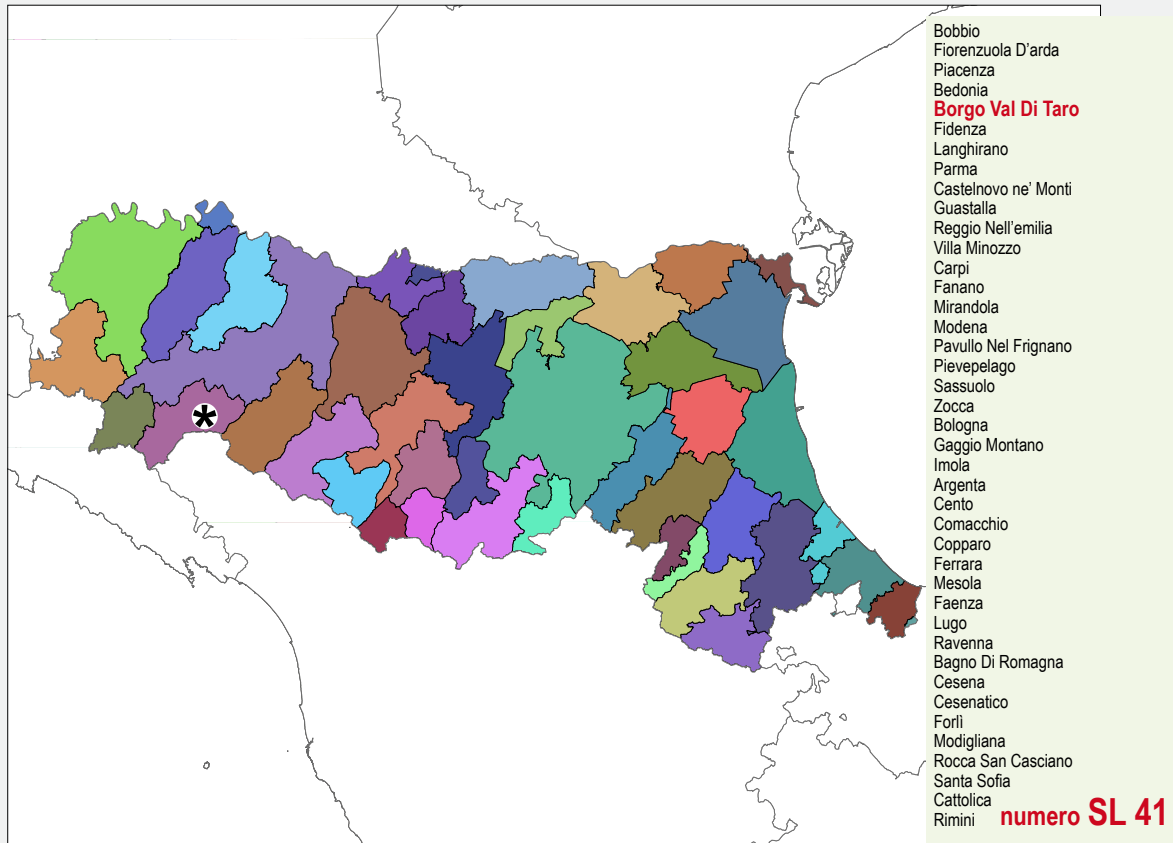 Bobbio
Fiorenzuola D'arda
Piacenza
Bedonia
Borgo Val Di Taro
Fidenza
Langhirano
Parma
Castelnovo ne' Monti
Guastalla
Reggio Nell'emilia
Villa Minozzo
Carpi
Fanano
Mirandola
Modena
Pavullo Nel Frignano
Pievepelago
Sassuolo
Zocca
Bologna
Gaggio Montano
Imola
Argenta
Cento
Comacchio
Copparo
Ferrara
Mesola
Faenza
Lugo
Ravenna
Bagno Di Romagna
Cesena
Cesenatico
Forlì
Modigliana
Rocca San Casciano
Santa Sofia
Cattolica
Rimini
numero SL 41
*